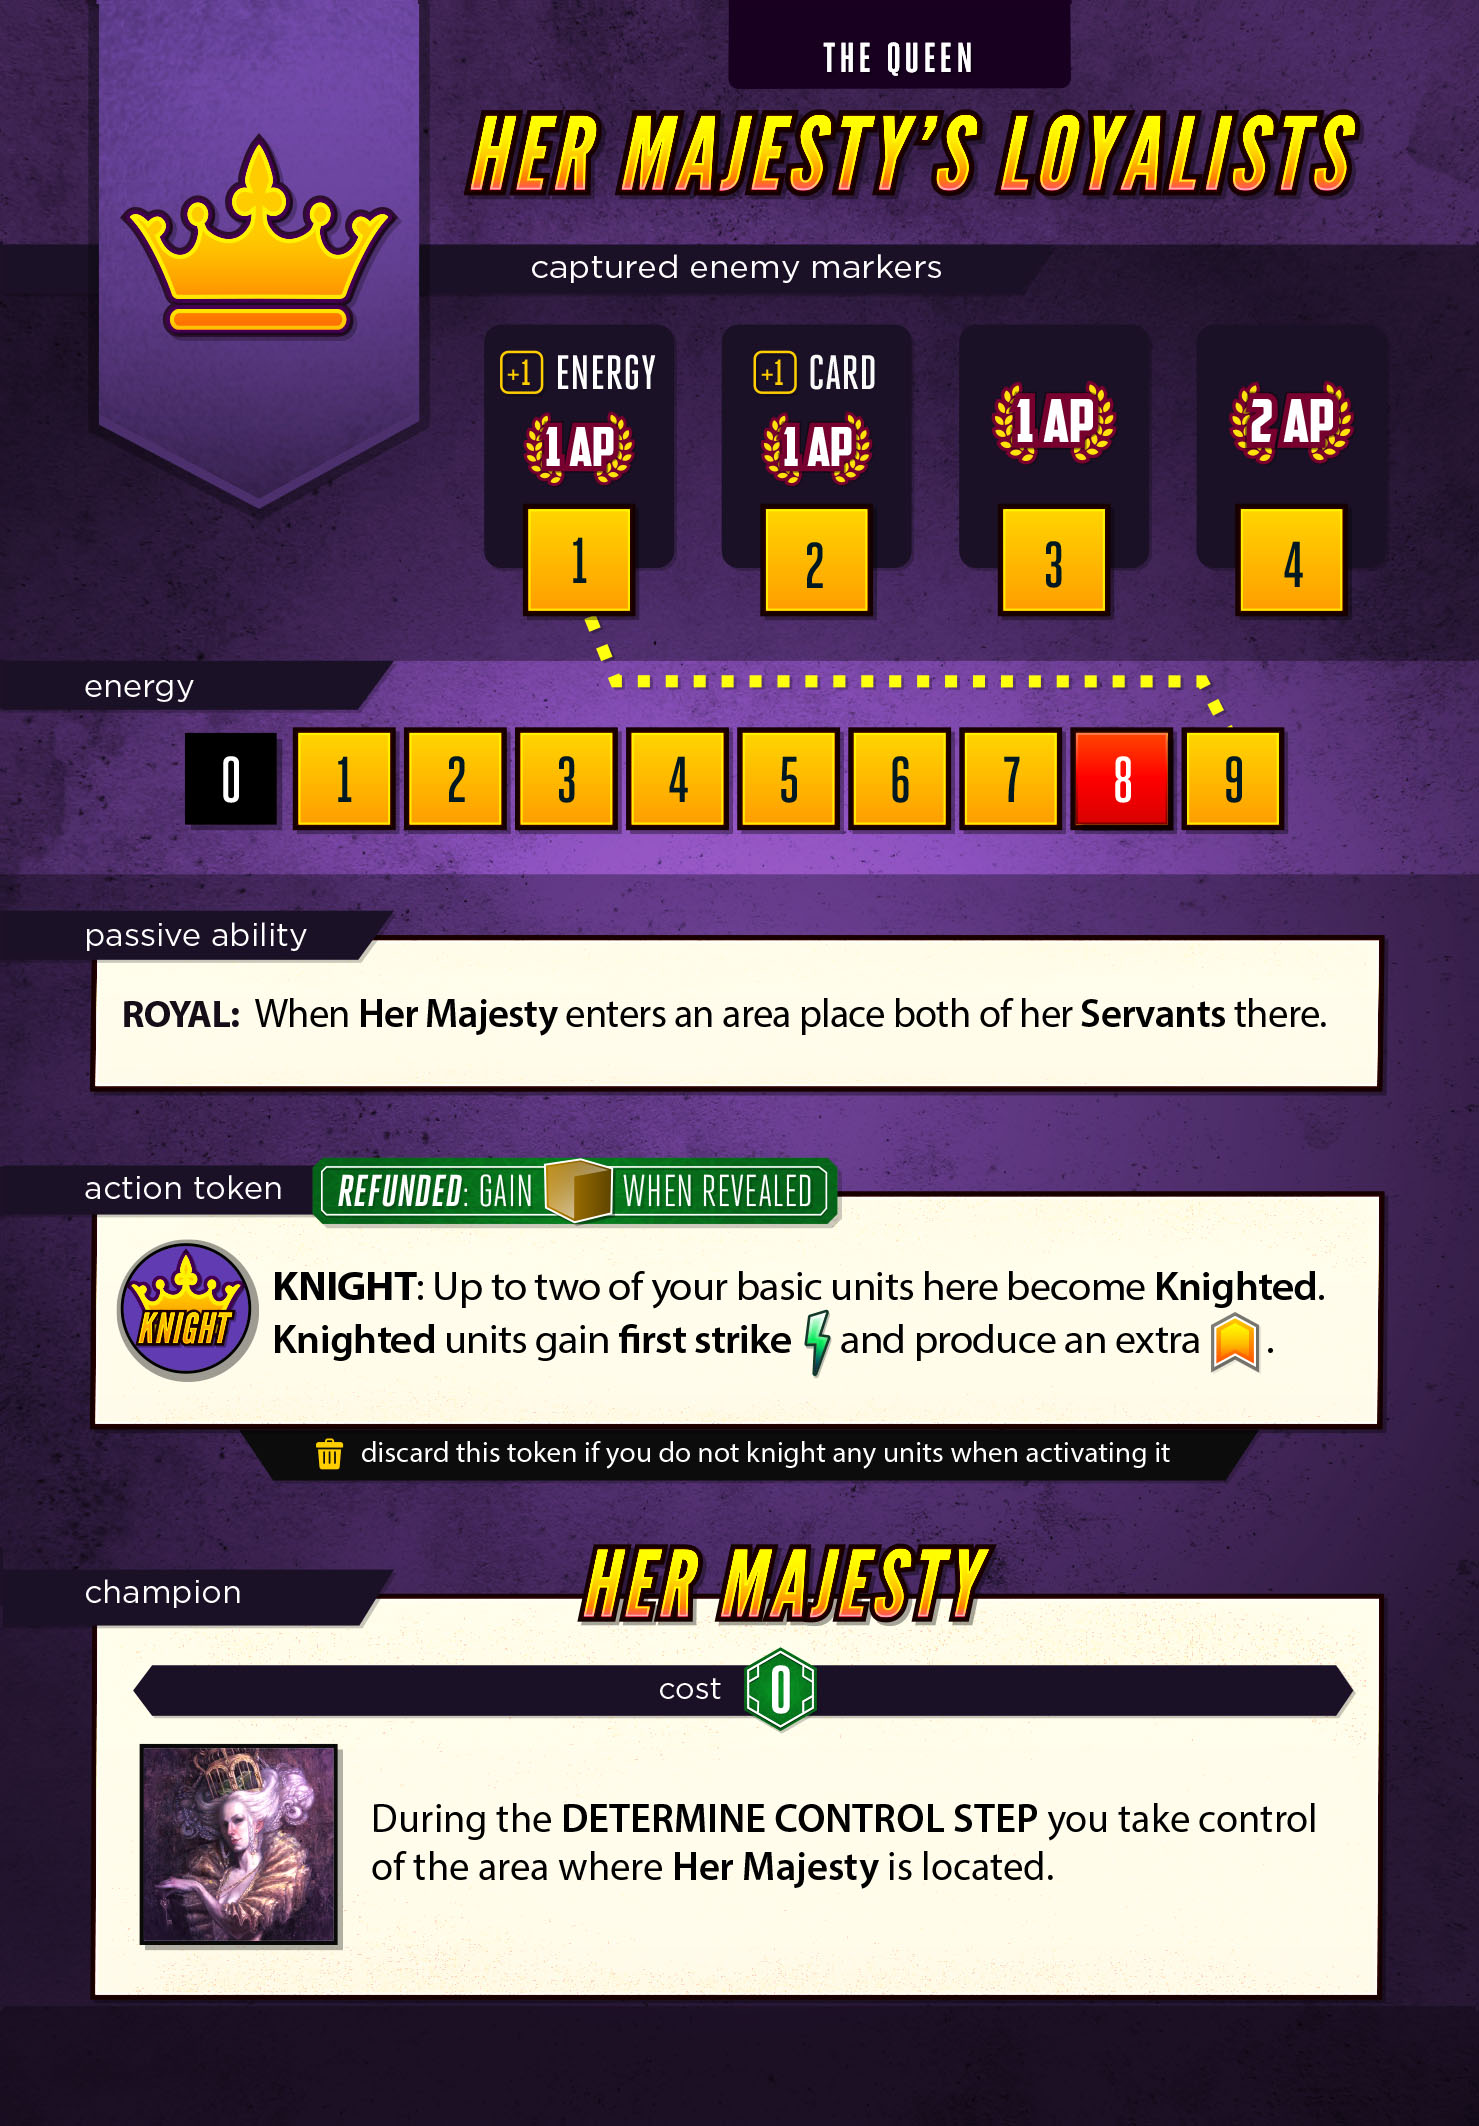 THE QUEEN
HER MAJESTY'S LOYALISTS
captured enemy markers
+1 ENERGY
1 AP
1
+1 CARD
1 AP
2
1 AP
3
2 AP
4
energy
0 1 2 3 4 5 6 7 8 9
passive ability
ROYAL: When Her Majesty enters an area place both of her Servants there.
action token
REFUNDED: GAIN WHEN REVEALED
KNIGHT
KNIGHT: Up to two of your basic units here become Knighted.
Knighted units gain first strike and produce an extra .
discard this token if you do not knight any units when activating it
champion
HER MAJESTY
cost 0
During the DETERMINE CONTROL STEP you take control
of the area where Her Majesty is located.